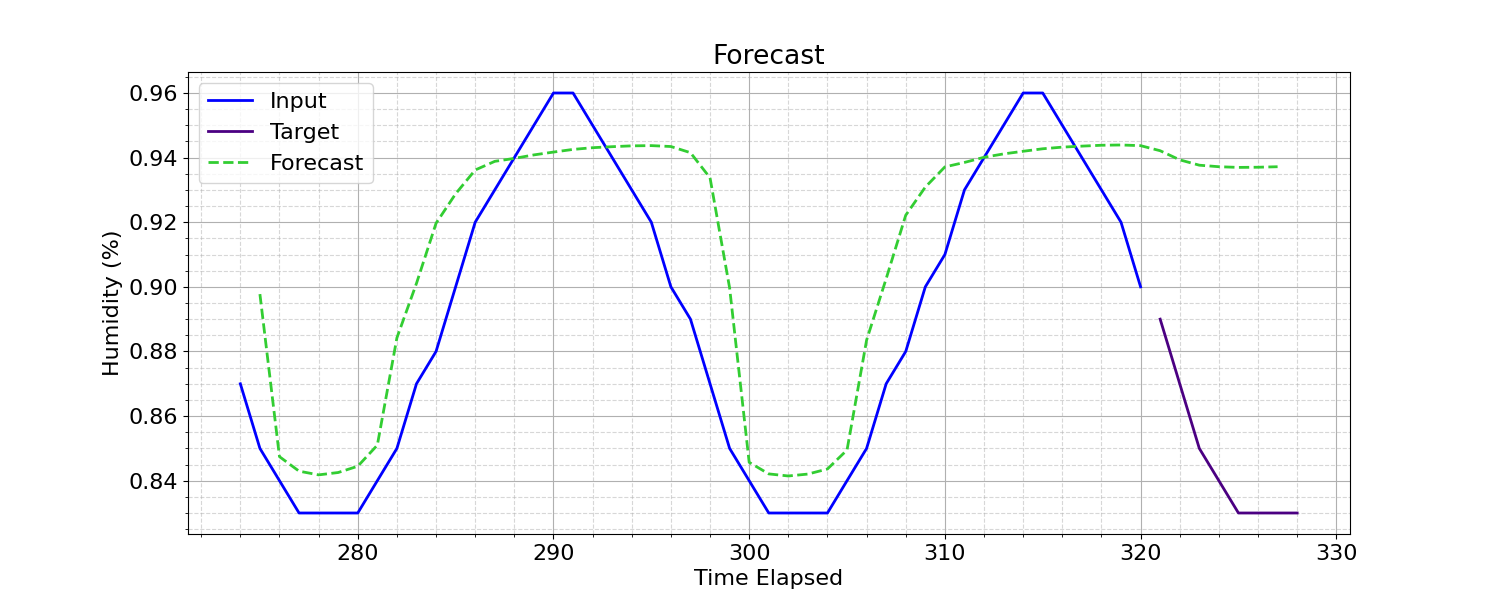 Forecast
Input
Target
Forecast
Humidity (%)
0.96
0.94
0.92
0.90
0.88
0.86
0.84
280 290 300 310 320 330
Time Elapsed